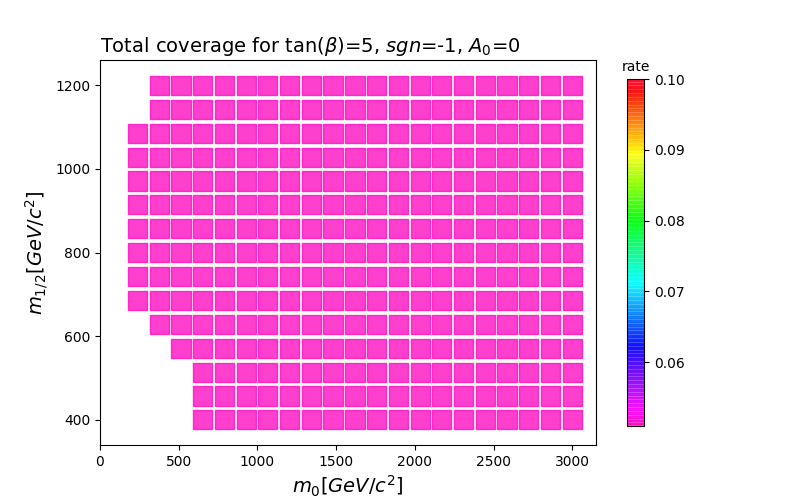 Total coverage for tan(β)=5, sgn=-1, A₀=0
rate
m₁/₂[GeV/c²]
1200
1000
800
600
400
0.10
0.09
0.08
0.07
0.06
0 500 1000 1500 2000 2500 3000
m₀[GeV/c²]